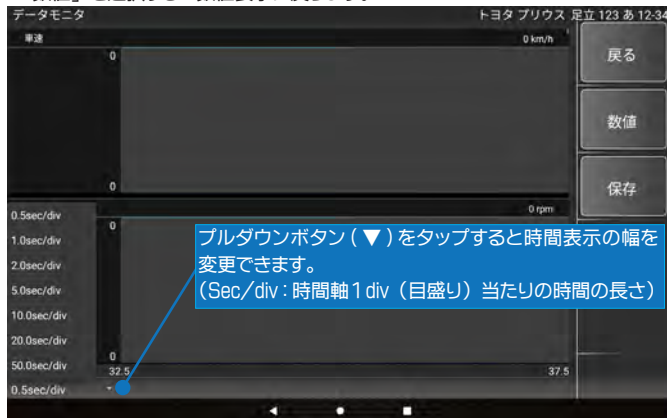 データモニタ
トヨタ プリウス 足立 123 あ 12-34
車速
0 km/h
0
戻る
数値
0
保存
0 rpm
0.5sec/div
0
1.0sec/div
2.0sec/div
5.0sec/div
10.0sec/div
20.0sec/div
50.0sec/div
プルダウンボタン ( ▼ ) をタップすると時間表示の幅を
変更できます。
(Sec/div : 時間軸1div (目盛り) 当たりの時間の長さ)
0
32.5
37.5
0.5sec/div